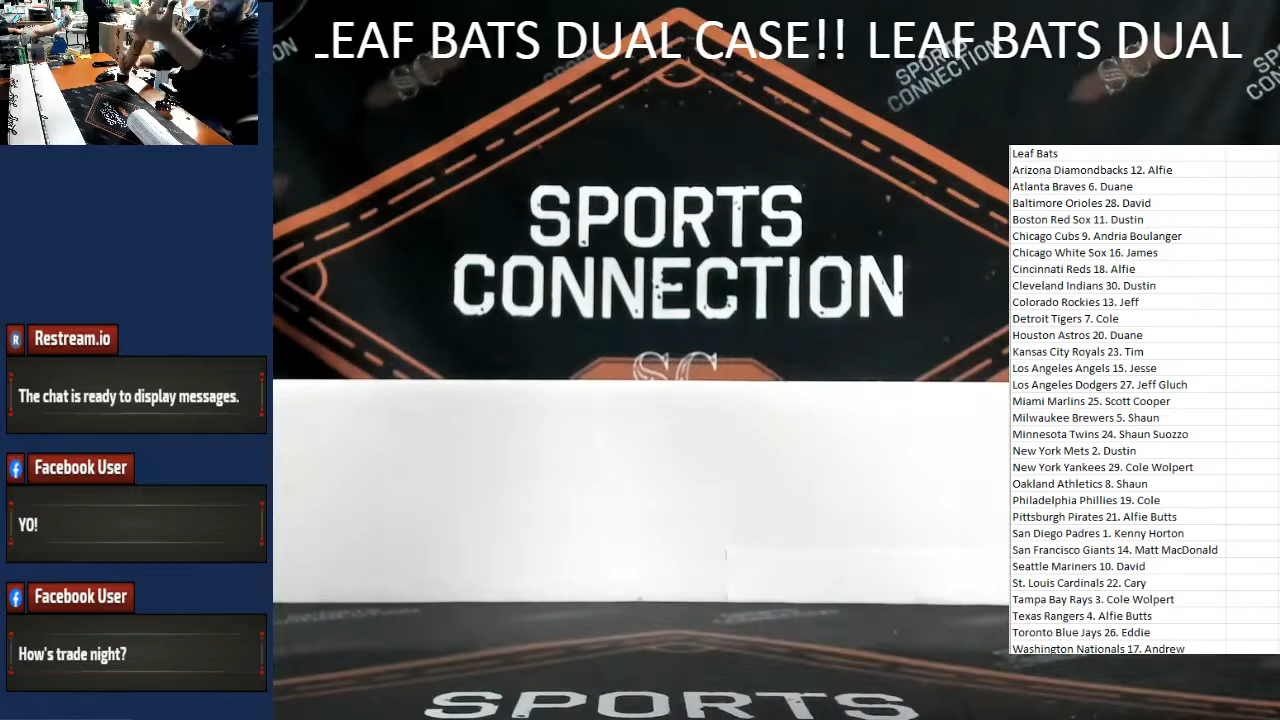 LEAF BATS DUAL CASE!! LEAF BATS DUAL
SPORTS
CONNECTION
SC
SPORTS
CONNECTION
SC
SPORTS
Restream.io
The chat is ready to display messages.
Facebook User
YO!
Facebook User
How's trade night?
Leaf Bats
Arizona Diamondbacks 12. Alfie
Atlanta Braves 6. Duane
Baltimore Orioles 28. David
Boston Red Sox 11. Dustin
Chicago Cubs 9. Andria Boulanger
Chicago White Sox 16. James
Cincinnati Reds 18. Alfie
Cleveland Indians 30. Dustin
Colorado Rockies 13. Jeff
Detroit Tigers 7. Cole
Houston Astros 20. Duane
Kansas City Royals 23. Tim
Los Angeles Angels 15. Jesse
Los Angeles Dodgers 27. Jeff Gluch
Miami Marlins 25. Scott Cooper
Milwaukee Brewers 5. Shaun
Minnesota Twins 24. Shaun Suozzo
New York Mets 2. Dustin
New York Yankees 29. Cole Wolpert
Oakland Athletics 8. Shaun
Philadelphia Phillies 19. Cole
Pittsburgh Pirates 21. Alfie Butts
San Diego Padres 1. Kenny Horton
San Francisco Giants 14. Matt MacDonald
Seattle Mariners 10. David
St. Louis Cardinals 22. Cary
Tampa Bay Rays 3. Cole Wolpert
Texas Rangers 4. Alfie Butts
Toronto Blue Jays 26. Eddie
Washington Nationals 17. Andrew